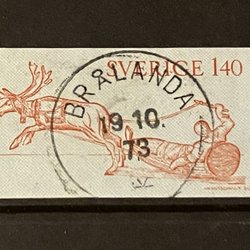 SVERIGE 140
BRÅLANDA
19.10.
73